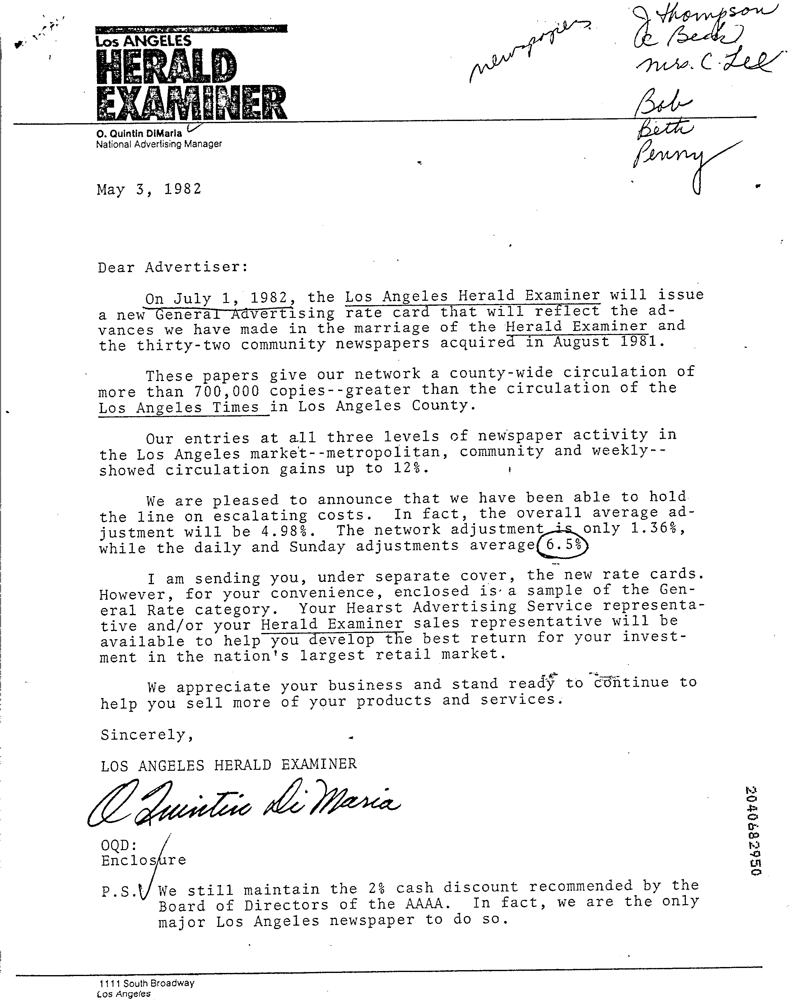 Los ANGELES
HERALD
EXAMINER
newspapers
J Thompson
C Beck
Mrs. C. Lee
Bob
Beth
Penny
O. Quintin DiMaria
National Advertising Manager
May 3, 1982
Dear Advertiser:
On July 1, 1982, the Los Angeles Herald Examiner will issue
a new General Advertising rate card that will reflect the ad-
vances we have made in the marriage of the Herald Examiner and
the thirty-two community newspapers acquired in August 1981.
These papers give our network a county-wide circulation of
more than 700,000 copies--greater than the circulation of the
Los Angeles Times in Los Angeles County.
Our entries at all three levels of newspaper activity in
the Los Angeles market--metropolitan, community and weekly--
showed circulation gains up to 12%.
We are pleased to announce that we have been able to hold
the line on escalating costs. In fact, the overall average ad-
justment will be 4.98%. The network adjustment is only 1.36%,
while the daily and Sunday adjustments average 6.5%
I am sending you, under separate cover, the new rate cards.
However, for your convenience, enclosed is a sample of the Gen-
eral Rate category. Your Hearst Advertising Service representa-
tive and/or your Herald Examiner sales representative will be
available to help you develop the best return for your invest-
ment in the nation's largest retail market.
We appreciate your business and stand ready to continue to
help you sell more of your products and services.
Sincerely,
LOS ANGELES HERALD EXAMINER
O Quintin DiMaria
OQD:
Enclosure
P.S. We still maintain the 2% cash discount recommended by the
Board of Directors of the AAAA. In fact, we are the only
major Los Angeles newspaper to do so.
2040682950
1111 South Broadway
Los Angeles